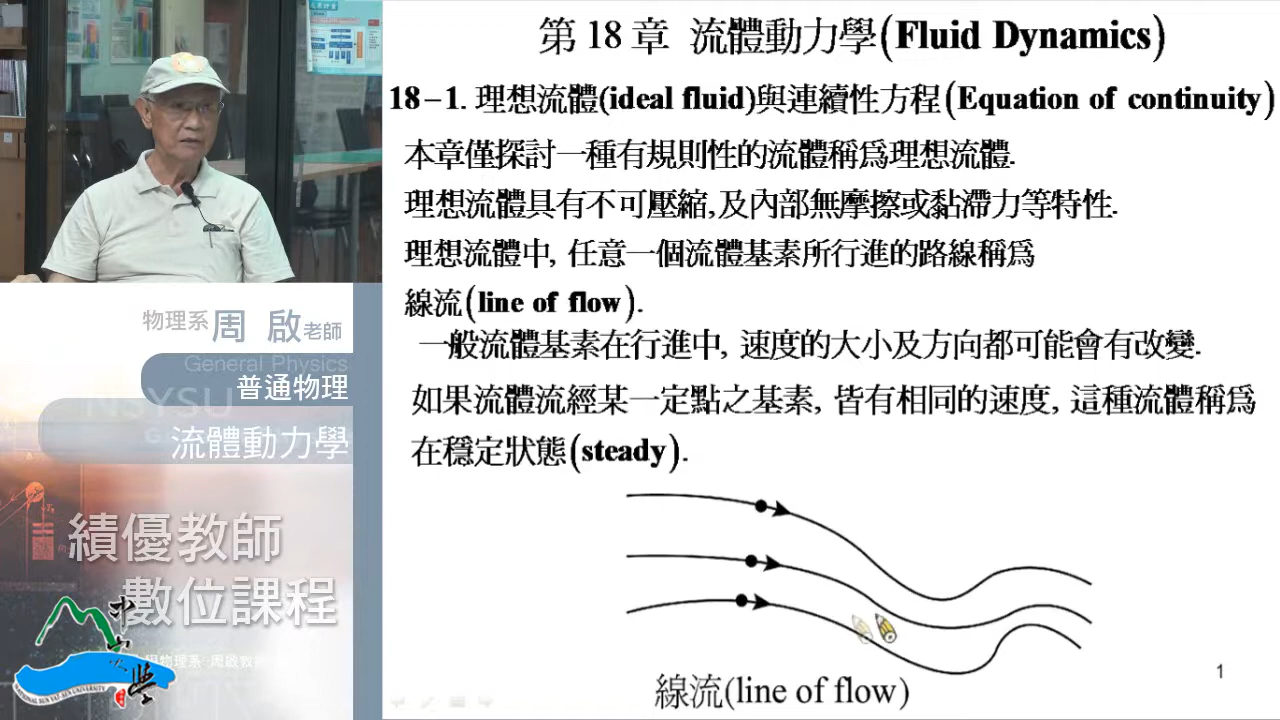 第 18 章 流體動力學(Fluid Dynamics)
18-1. 理想流體(ideal fluid)與連續性方程(Equation of continuity)
本章僅探討一種有規則性的流體稱爲理想流體.
理想流體具有不可壓縮,及內部無摩擦或黏滯力等特性.
理想流體中, 任意一個流體基素所行進的路線稱爲
線流(line of flow).
一般流體基素在行進中, 速度的大小及方向都可能會有改變.
如果流體流經某一定點之基素, 皆有相同的速度, 這種流體稱爲
在穩定狀態(steady).
線流(line of flow)
1
物理系 周 啟 老師
General Physics
普通物理
NSYSU
流體動力學
績優教師
數位課程